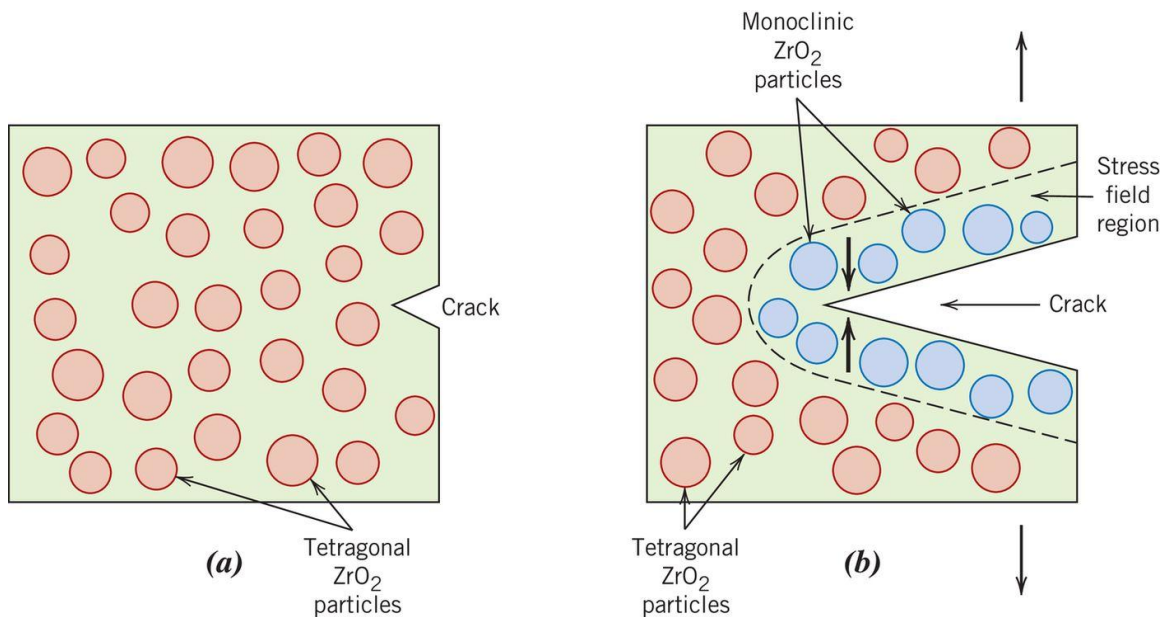 Crack
Tetragonal
ZrO₂
particles
(a)
Monoclinic
ZrO₂
particles
Stress
field
region
Crack
Tetragonal
ZrO₂
particles
(b)